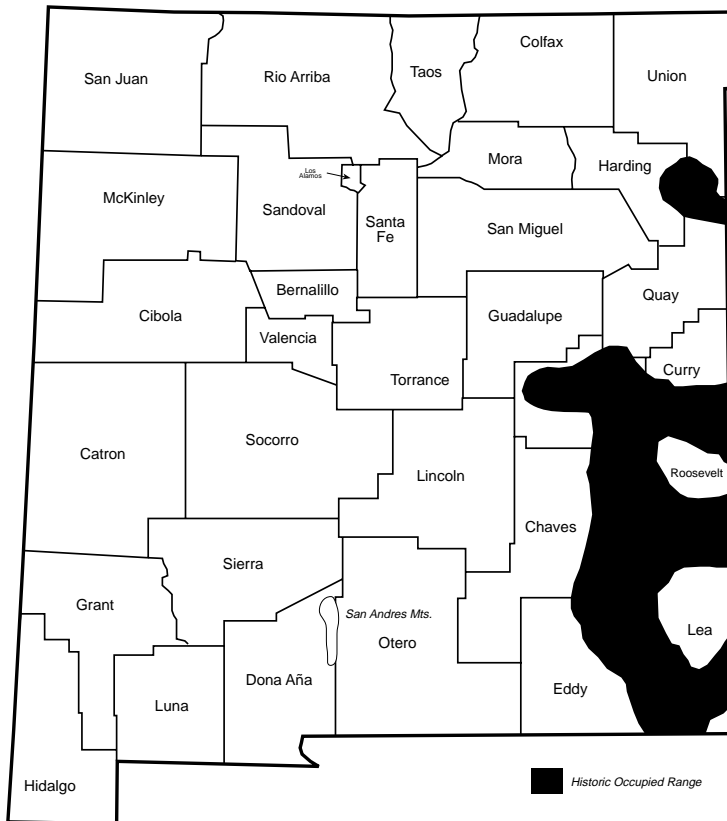 Colfax
San Juan
Rio Arriba
Taos
Union
Mora
Harding
Los
Alamos
McKinley
Sandoval
Santa
Fe
San Miguel
Bernalillo
Quay
Cibola
Guadalupe
Valencia
Curry
Torrance
Socorro
Catron
Lincoln
Roosevelt
Chaves
Sierra
Grant
San Andres Mts.
Otero
Lea
Dona Aña
Eddy
Luna
Hidalgo
Historic Occupied Range